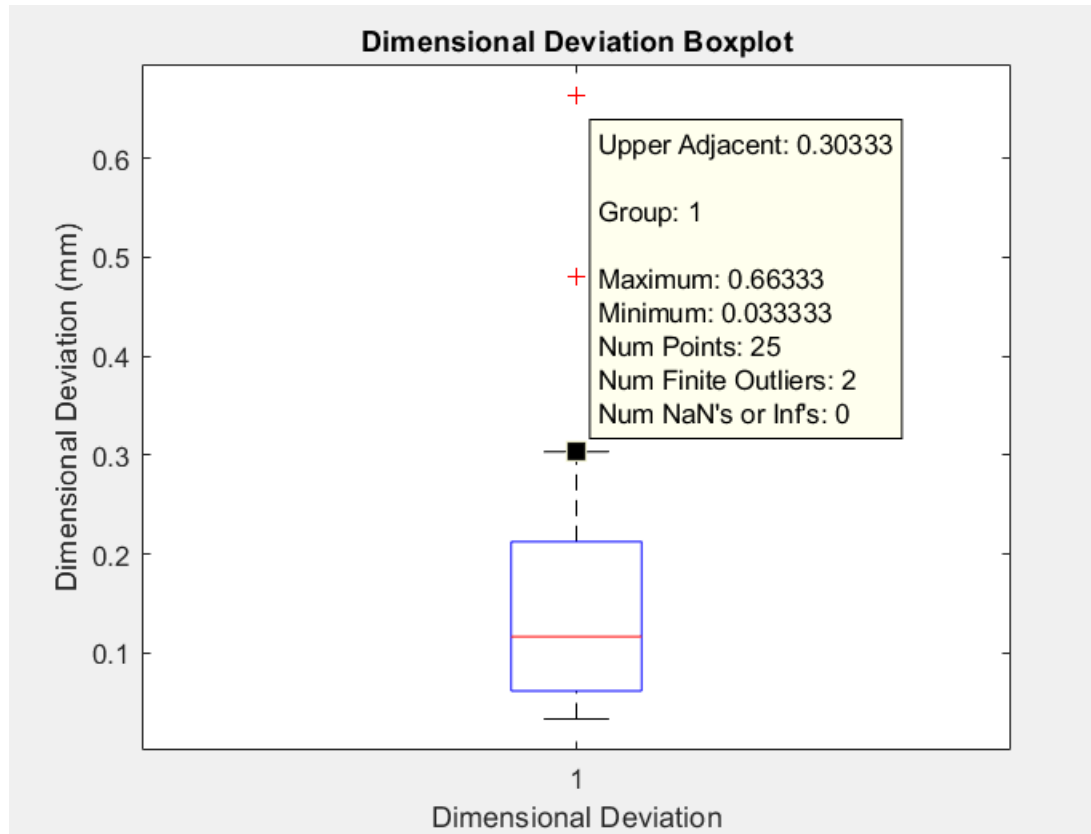 Dimensional Deviation Boxplot
Upper Adjacent: 0.30333
Group: 1
Maximum: 0.66333
Minimum: 0.033333
Num Points: 25
Num Finite Outliers: 2
Num NaN's or Inf's: 0
Dimensional Deviation (mm)
0.6
0.5
0.4
0.3
0.2
0.1
1
Dimensional Deviation